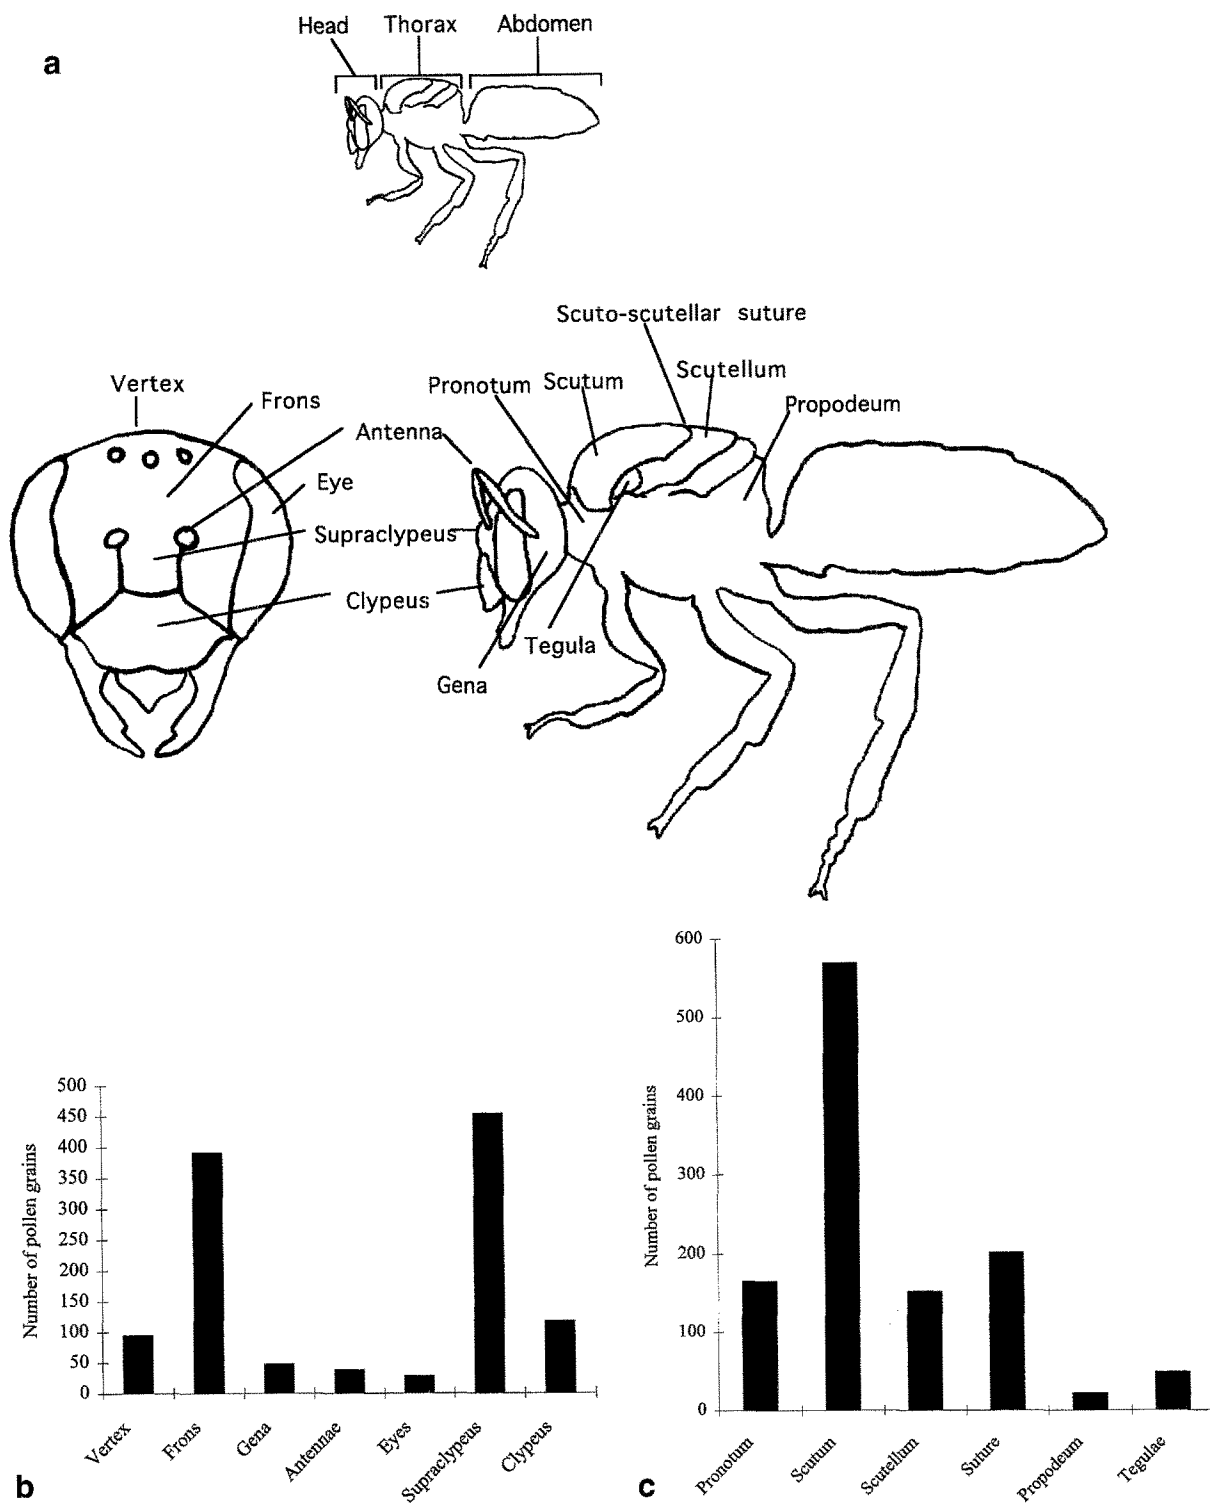 Head Thorax Abdomen
a
Scuto-scutellar suture
Vertex
Frons
Pronotum Scutum Scutellum
Propodeum
Antenna
Eye
Supraclypeus
Clypeus
Tegula
Gena
500
450
400
350
300
250
200
150
100
50
0
Number of pollen grains
Vertex
Frons
Gena
Antennae
Eyes
Supraclypeus
Clypeus
b
600
500
400
300
200
100
0
Number of pollen grains
Pronotum
Scutum
Scutellum
Suture
Propodeum
Tegulae
c